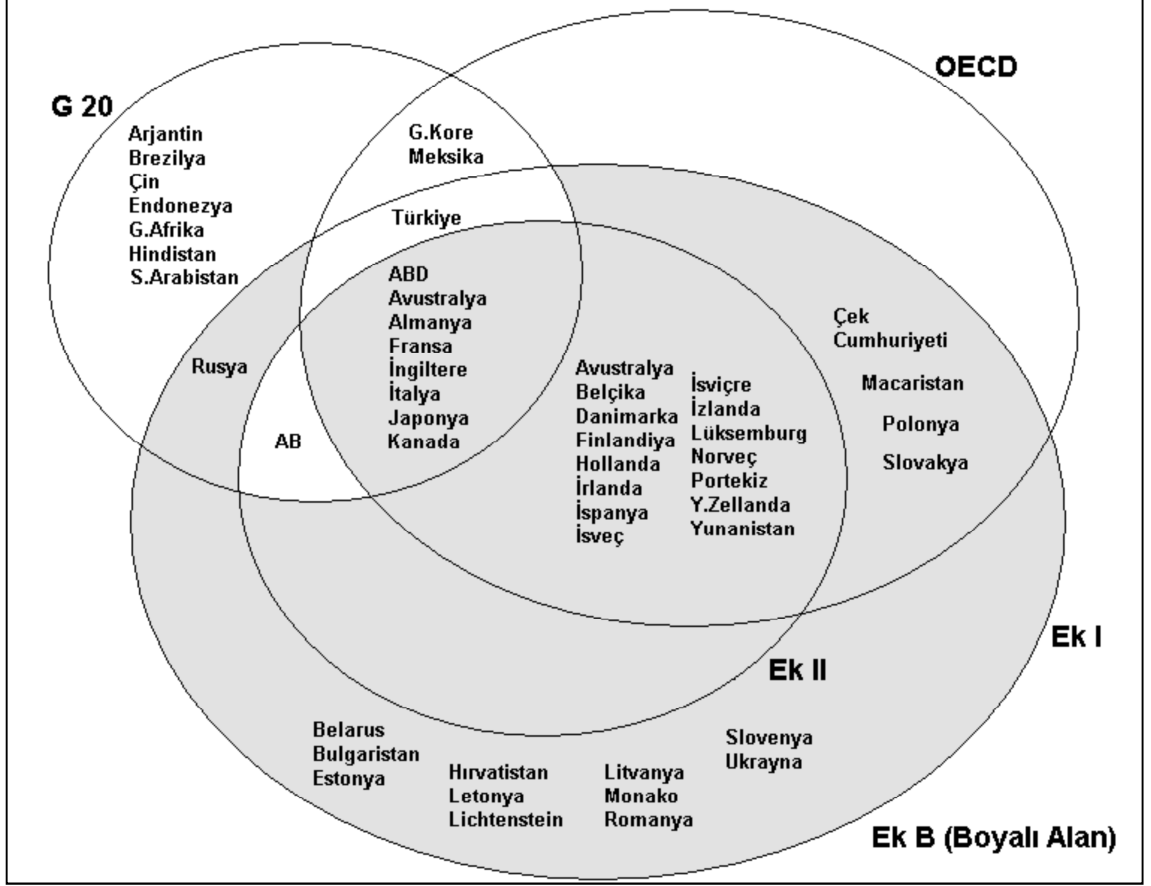 OECD
G 20
Arjantin
Brezilya
Çin
Endonezya
G.Afrika
Hindistan
S.Arabistan
G.Kore
Meksika
Türkiye
ABD
Avustralya
Almanya
Fransa
İngiltere
İtalya
Japonya
Kanada
Rusya
AB
Avustralya
Belçika
Danimarka
Finlandiya
Hollanda
İrlanda
İspanya
İsveç
İsviçre
İzlanda
Lüksemburg
Norveç
Portekiz
Y.Zellanda
Yunanistan
Çek
Cumhuriyeti
Macaristan
Polonya
Slovakya
Ek I
Ek II
Belarus
Bulgaristan
Estonya
Hırvatistan
Letonya
Lichtenstein
Litvanya
Monako
Romanya
Slovenya
Ukrayna
Ek B (Boyalı Alan)